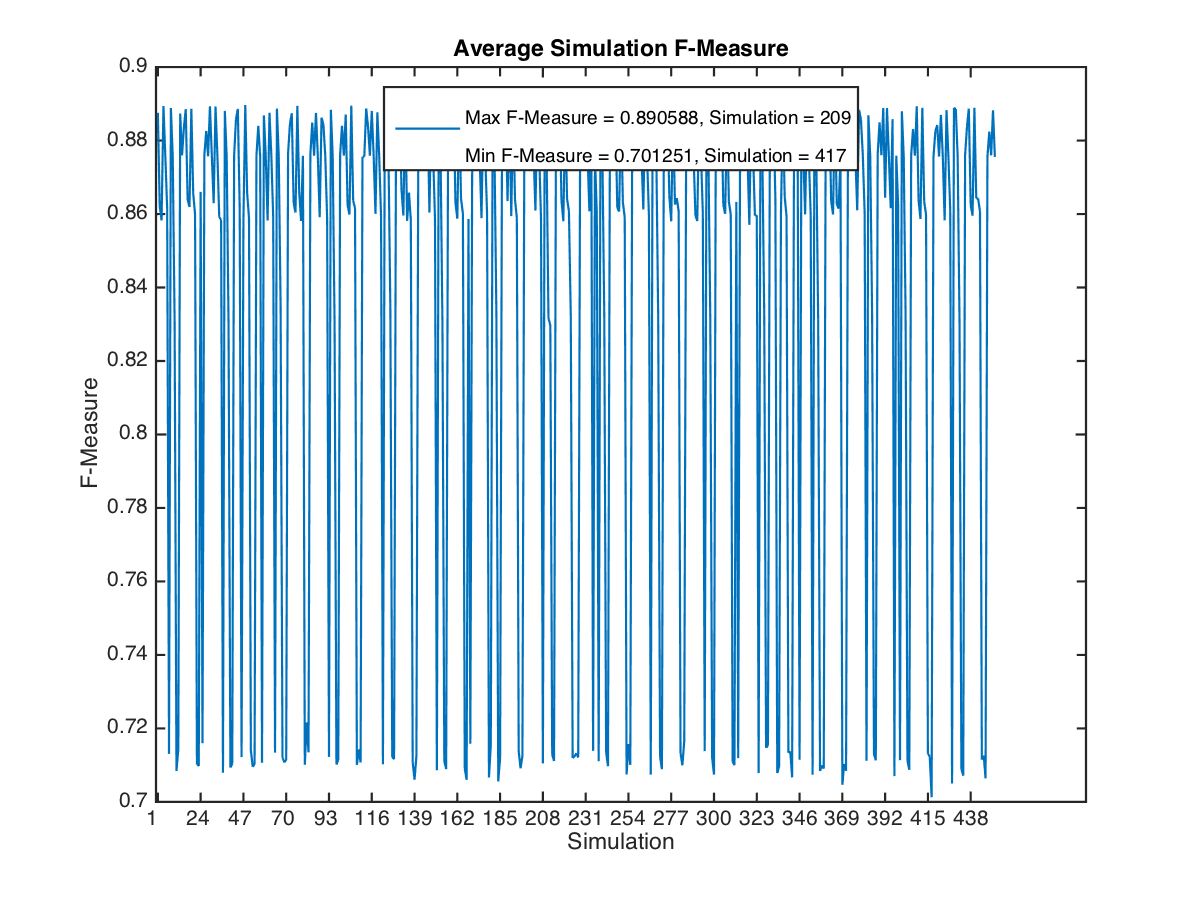 Average Simulation F-Measure
0.9
Max F-Measure = 0.890588, Simulation = 209
0.88
Min F-Measure = 0.701251, Simulation = 417
0.86
0.84
0.82
F-Measure
0.8
0.78
0.76
0.74
0.72
0.7
1 24 47 70 93 116 139 162 185 208 231 254 277 300 323 346 369 392 415 438
Simulation